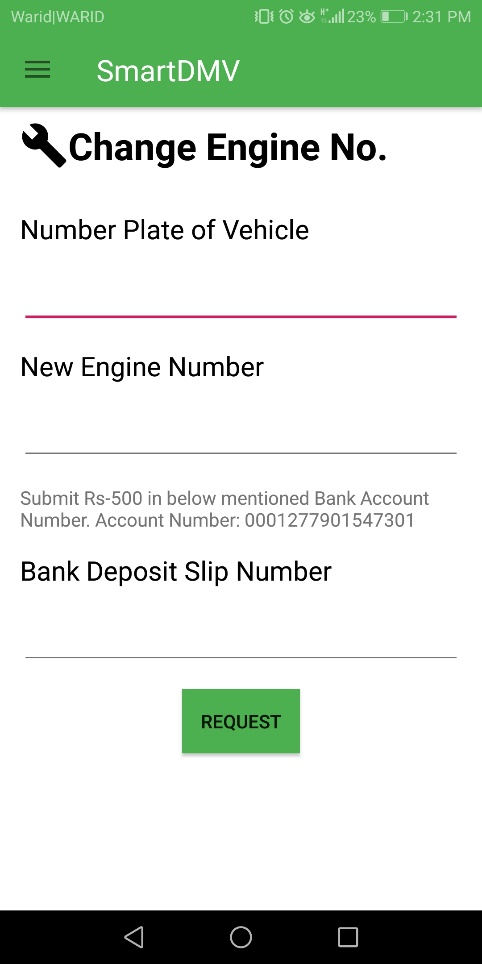 Warid|WARID 23% 2:31 PM
SmartDMV
Change Engine No.
Number Plate of Vehicle
New Engine Number
Submit Rs-500 in below mentioned Bank Account
Number. Account Number: 0001277901547301
Bank Deposit Slip Number
REQUEST